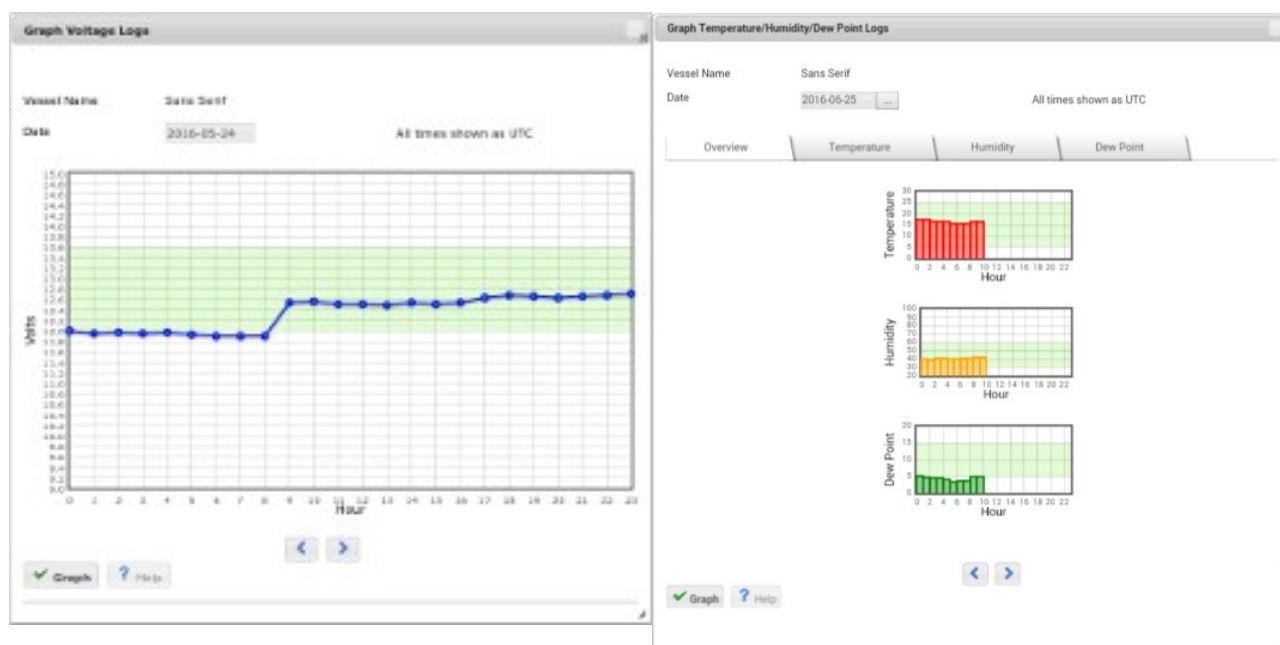 Graph Voltage Logs
Vessel Name Sans Serif
Date 2016-05-24 All times shown as UTC
Volts
0 1 2 3 4 5 6 7 8 9 10 11 12 13 14 15 16 17 18 19 20 21 22 23
Hour
Graph Help
Graph Temperature/Humidity/Dew Point Logs
Vessel Name Sans Serif
Date 2016-06-25 ... All times shown as UTC
Overview Temperature Humidity Dew Point
Temperature
30
25
20
15
10
5
0
0 2 4 6 8 10 12 14 16 18 20 22
Hour
Humidity
100
90
80
70
60
50
40
30
20
0 2 4 6 8 10 12 14 16 18 20 22
Hour
Dew Point
20
15
10
5
0
0 2 4 6 8 10 12 14 16 18 20 22
Hour
Graph Help